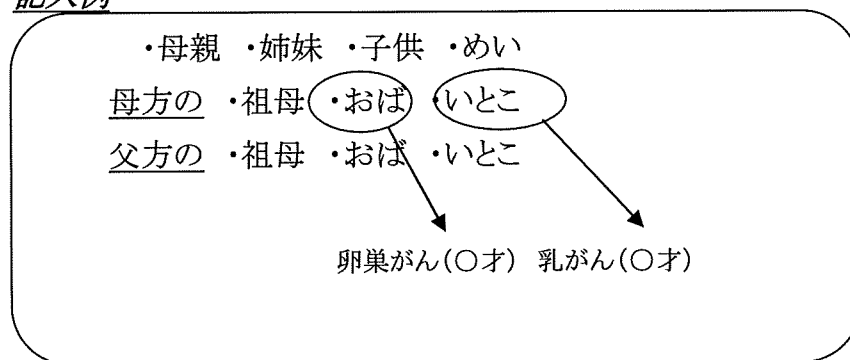 記入例
・母親 ・姉妹 ・子供 ・めい
母方の ・祖母 ・おば ・いとこ
父方の ・祖母 ・おば ・いとこ
卵巣がん(○才) 乳がん(○才)